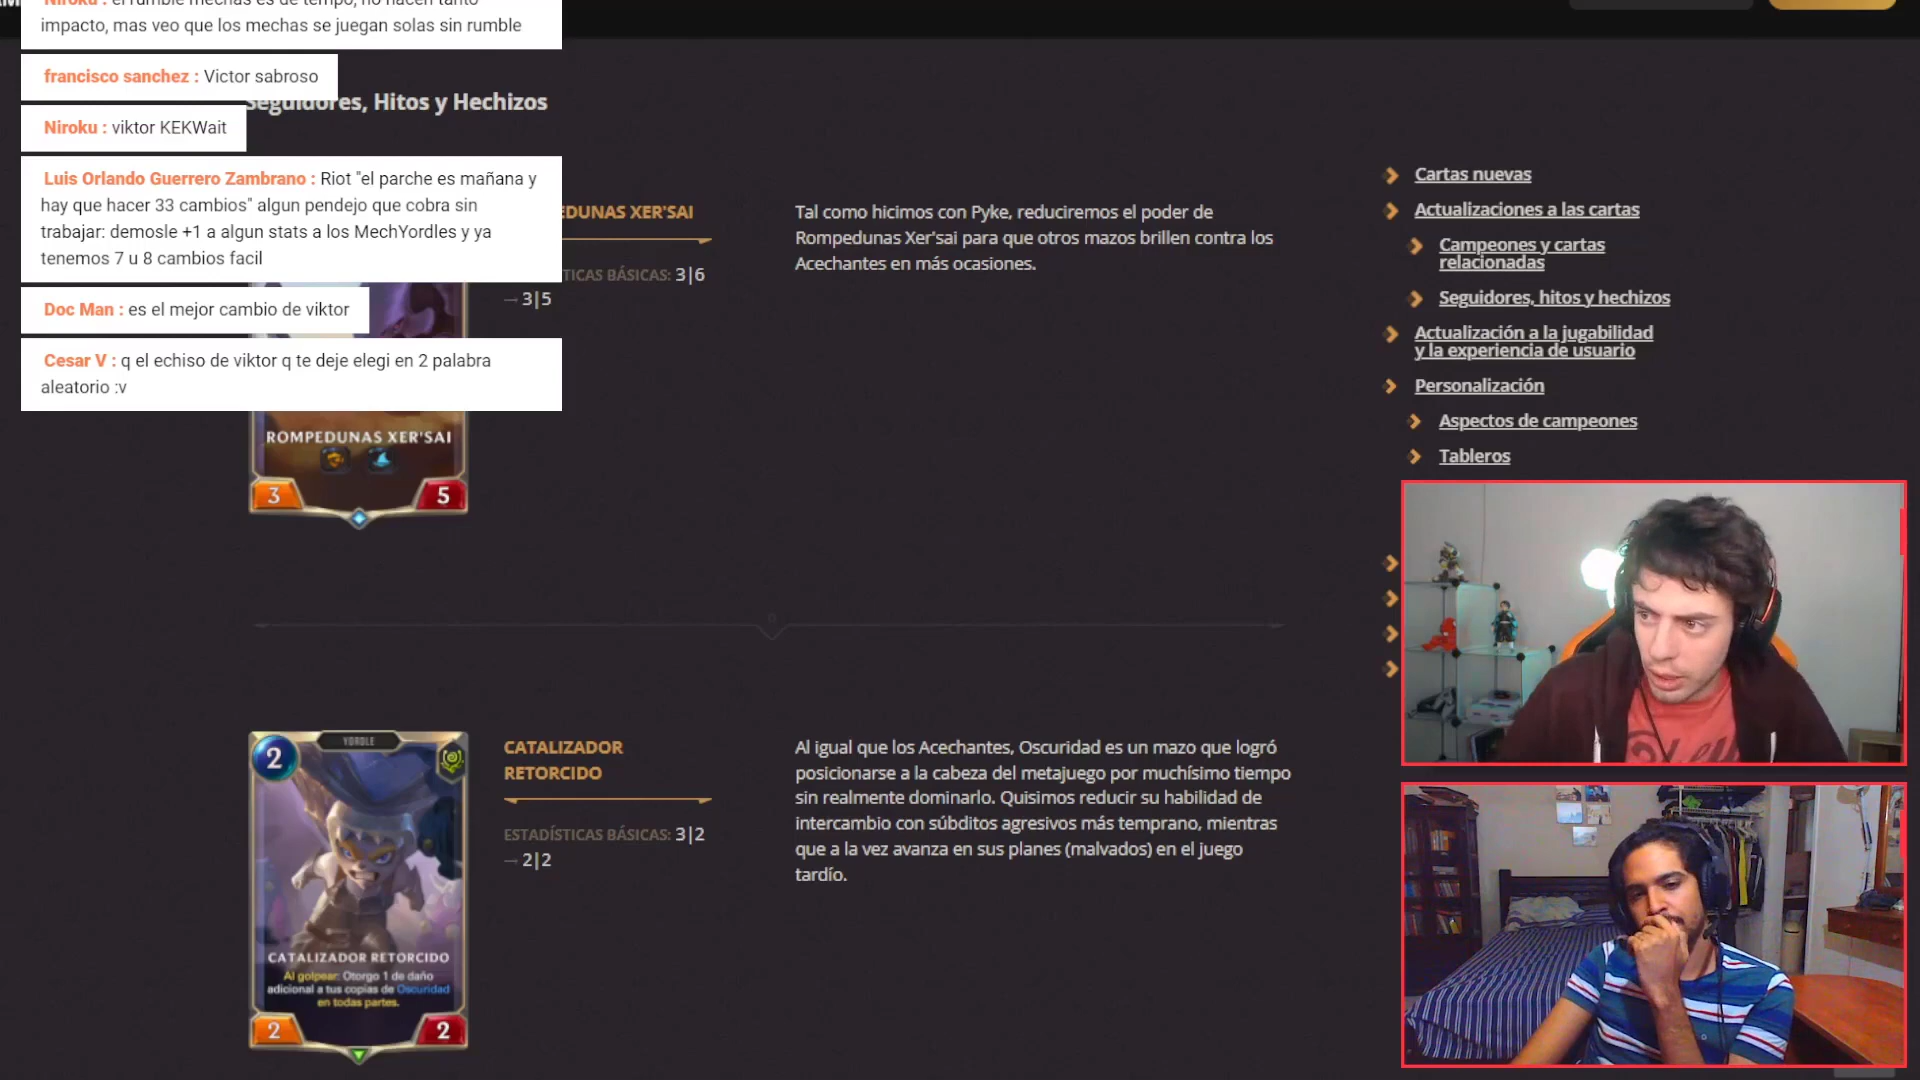 Niroku : el rumble mechas es de tempo, no hacen tanto
impacto, mas veo que los mechas se juegan solas sin rumble
francisco sanchez : Victor sabroso
Seguidores, Hitos y Hechizos
Niroku : viktor KEKWait
Luis Orlando Guerrero Zambrano : Riot "el parche es mañana y
hay que hacer 33 cambios" algun pendejo que cobra sin
trabajar: demosle +1 a algun stats a los MechYordles y ya
tenemos 7 u 8 cambios facil
Doc Man : es el mejor cambio de viktor
Cesar V : q el echiso de viktor q te deje elegi en 2 palabra
aleatorio :v
EDUNAS XER'SAI
TICAS BÁSICAS: 3|6
→ 3|5
Tal como hicimos con Pyke, reduciremos el poder de
Rompedunas Xer'sai para que otros mazos brillen contra los
Acechantes en más ocasiones.
ROMPEDUNAS XER'SAI
3
5
Cartas nuevas
Actualizaciones a las cartas
Campeones y cartas
relacionadas
Seguidores, hitos y hechizos
Actualización a la jugabilidad
y la experiencia de usuario
Personalización
Aspectos de campeones
Tableros
2
YORDLE
CATALIZADOR RETORCIDO
Al golpear: Otorgo 1 de daño
adicional a tus copias de Oscuridad
en todas partes.
2
2
CATALIZADOR
RETORCIDO
ESTADÍSTICAS BÁSICAS: 3|2
→ 2|2
Al igual que los Acechantes, Oscuridad es un mazo que logró
posicionarse a la cabeza del metajuego por muchísimo tiempo
sin realmente dominarlo. Quisimos reducir su habilidad de
intercambio con súbditos agresivos más temprano, mientras
que a la vez avanza en sus planes (malvados) en el juego
tardío.